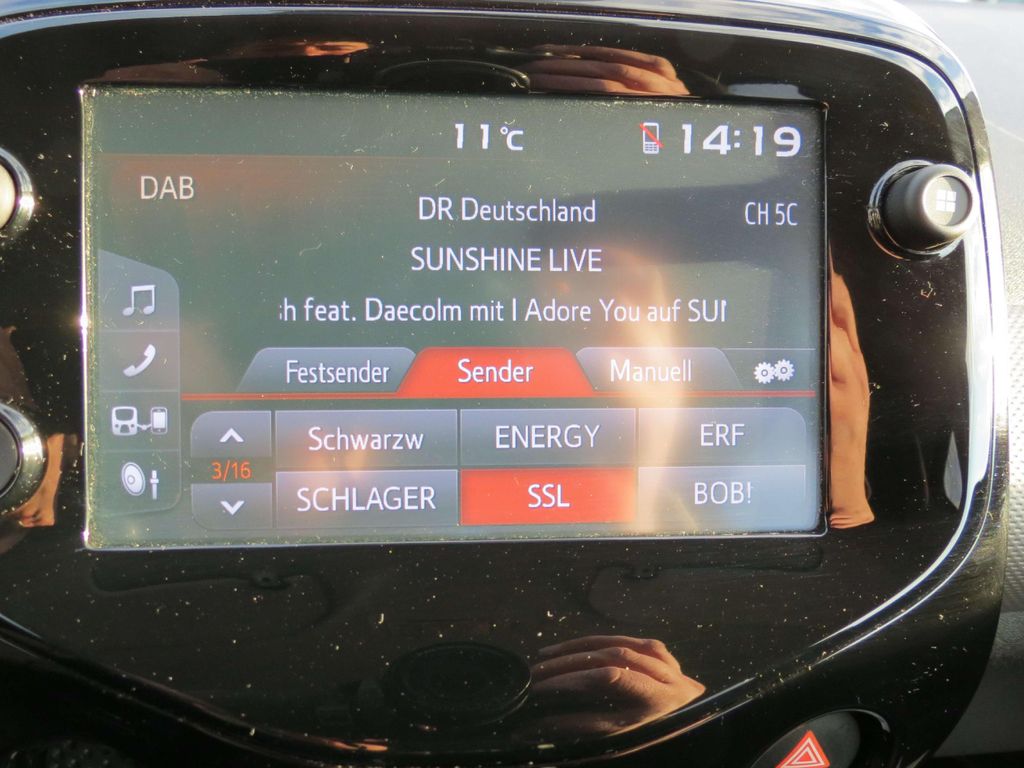 11°C 14:19
DAB
DR Deutschland CH 5C
SUNSHINE LIVE
h feat. Daecolm mit I Adore You auf SU
Festsender Sender Manuell
Schwarzw ENERGY ERF
3/16
SCHLAGER SSL BOB!